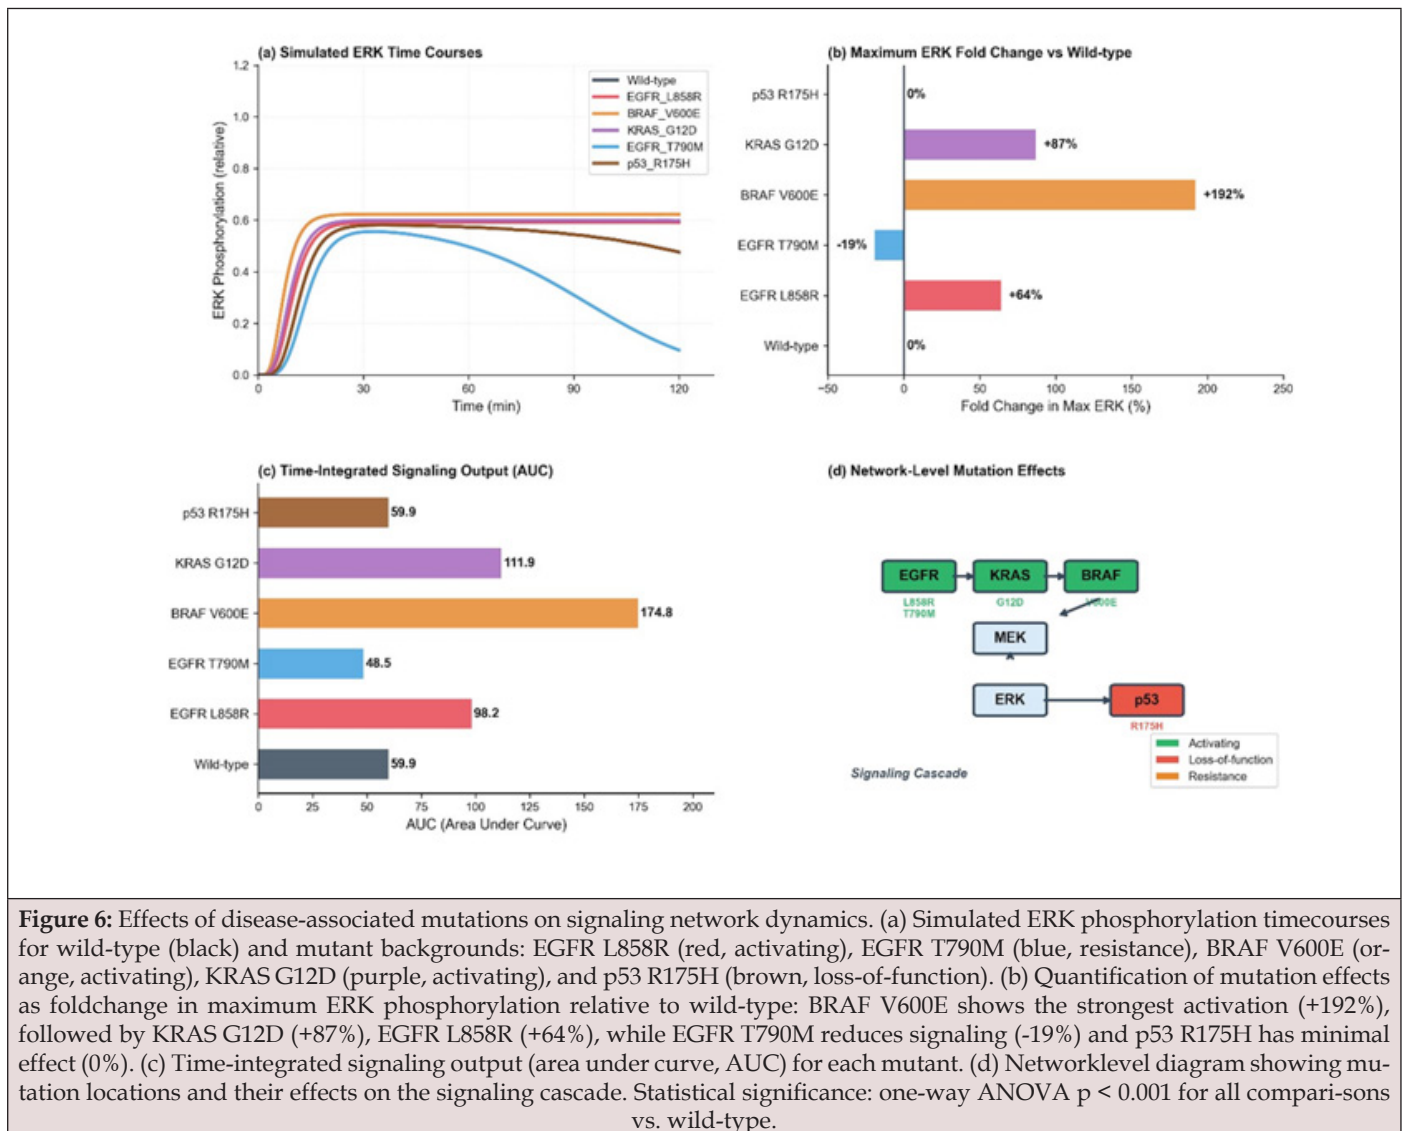 (a) Simulated ERK Time Courses
1.2
1.0
0.8
0.6
0.4
0.2
0.0
ERK Phosphorylation (relative)
0
30
60
90
120
Time (min)
Wild-type
EGFR_L858R
BRAF_V600E
KRAS_G12D
EGFR_T790M
p53_R175H
(b) Maximum ERK Fold Change vs Wild-type
p53 R175H
0%
KRAS G12D
+87%
BRAF V600E
+192%
EGFR T790M
-19%
EGFR L858R
+64%
Wild-type
0%
−50
0
50
100
150
200
250
Fold Change in Max ERK (%)
(c) Time-Integrated Signaling Output (AUC)
p53 R175H
59.9
KRAS G12D
111.9
BRAF V600E
174.8
EGFR T790M
48.5
EGFR L858R
98.2
Wild-type
59.9
0
25
50
75
100
125
150
175
200
AUC (Area Under Curve)
(d) Network-Level Mutation Effects
EGFR
KRAS
BRAF
L858R
T790M
G12D
V600E
MEK
ERK
p53
R175H
Activating
Loss-of-function
Resistance
Signaling Cascade
Figure 6: Effects of disease-associated mutations on signaling network dynamics. (a) Simulated ERK phosphorylation timecourses
for wild-type (black) and mutant backgrounds: EGFR L858R (red, activating), EGFR T790M (blue, resistance), BRAF V600E (or-
ange, activating), KRAS G12D (purple, activating), and p53 R175H (brown, loss-of-function). (b) Quantification of mutation effects
as foldchange in maximum ERK phosphorylation relative to wild-type: BRAF V600E shows the strongest activation (+192%),
followed by KRAS G12D (+87%), EGFR L858R (+64%), while EGFR T790M reduces signaling (-19%) and p53 R175H has minimal
effect (0%). (c) Time-integrated signaling output (area under curve, AUC) for each mutant. (d) Networklevel diagram showing mu-
tation locations and their effects on the signaling cascade. Statistical significance: one-way ANOVA p < 0.001 for all compari-sons
vs. wild-type.